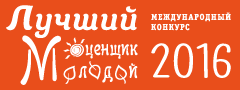 Лучший
Молодой
оценщик
МЕЖДУНАРОДНЫЙ
КОНКУРС
2016